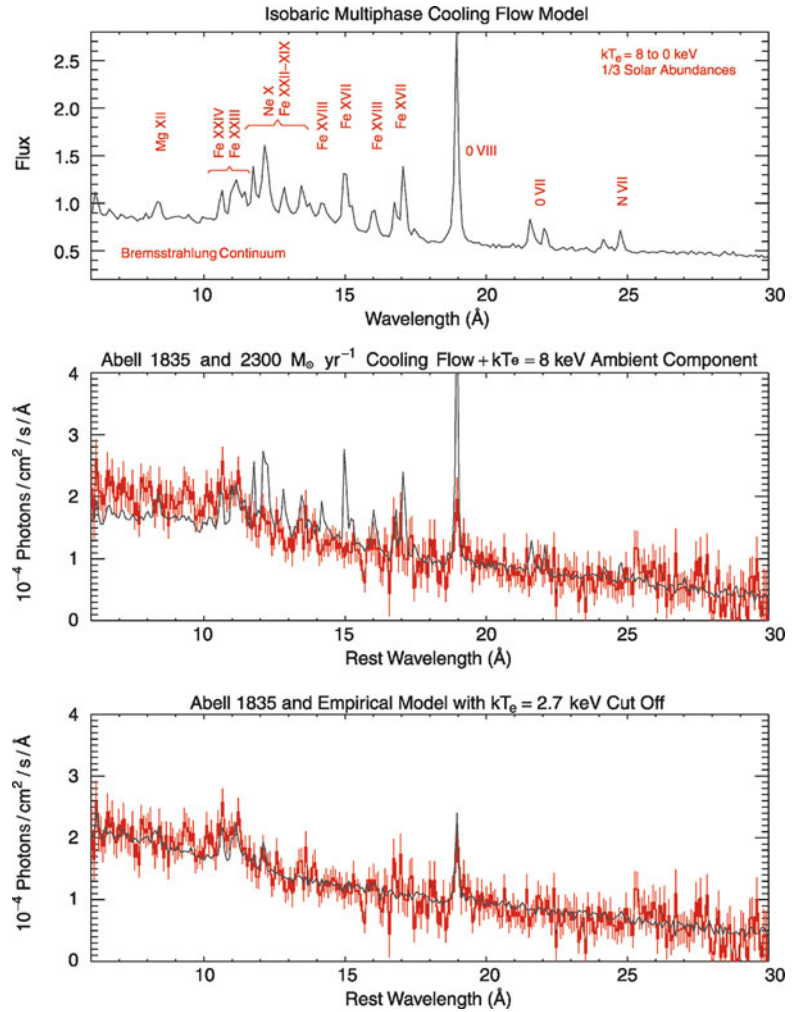 Isobaric Multiphase Cooling Flow Model
kTe = 8 to 0 keV
1/3 Solar Abundances
Mg XII
Fe XXIV
Fe XXIII
Ne X
Fe XXII–XIX
Fe XVIII
Fe XVII
Fe XVIII
Fe XVII
O VIII
O VII
N VII
Bremsstrahlung Continuum
Flux
2.5
2.0
1.5
1.0
0.5
10 15 20 25 30
Wavelength (Å)
Abell 1835 and 2300 M⊙ yr⁻¹ Cooling Flow + kTe = 8 keV Ambient Component
10⁻⁴ Photons / cm² / s / Å
4
3
2
1
0
10 15 20 25 30
Rest Wavelength (Å)
Abell 1835 and Empirical Model with kTe = 2.7 keV Cut Off
10⁻⁴ Photons / cm² / s / Å
4
3
2
1
0
10 15 20 25 30
Rest Wavelength (Å)